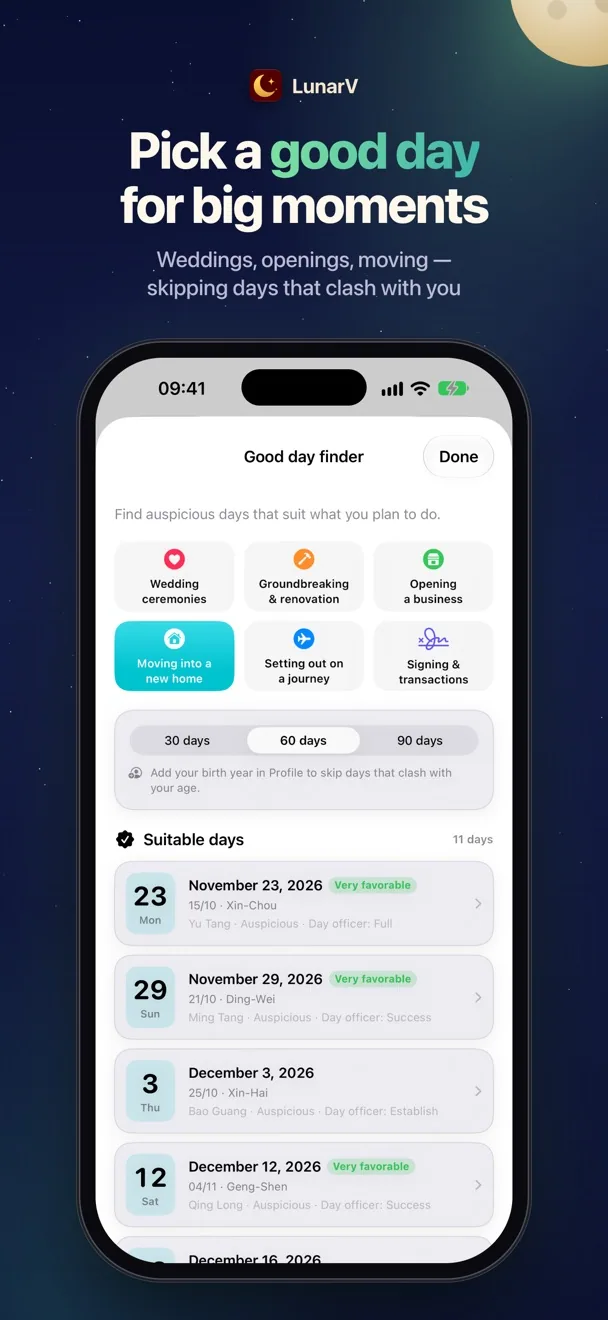 LunarV
Pick a good day
for big moments
Weddings, openings, moving —
skipping days that clash with you
09:41
Good day finder
Done
Find auspicious days that suit what you plan to do.
Wedding
ceremonies
Groundbreaking
& renovation
Opening
a business
Moving into a
new home
Setting out on
a journey
Signing &
transactions
30 days
60 days
90 days
Add your birth year in Profile to skip days that clash with
your age.
Suitable days
11 days
23
Mon
November 23, 2026
Very favorable
15/10 · Xin-Chou
Yu Tang · Auspicious · Day officer: Full
29
Sun
November 29, 2026
Very favorable
21/10 · Ding-Wei
Ming Tang · Auspicious · Day officer: Success
3
Thu
December 3, 2026
25/10 · Xin-Hai
Bao Guang · Auspicious · Day officer: Establish
12
Sat
December 12, 2026
Very favorable
04/11 · Geng-Shen
Qing Long · Auspicious · Day officer: Success
December 16, 2026